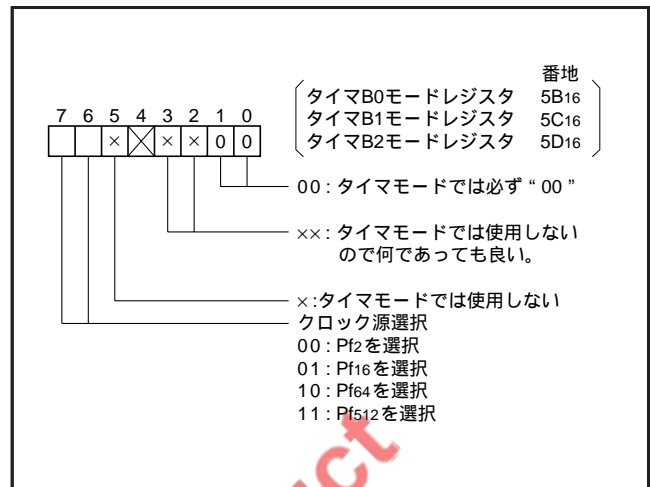 番地
タイマB0モードレジスタ 5B16
タイマB1モードレジスタ 5C16
タイマB2モードレジスタ 5D16
7 6 5 4 3 2 1 0
× × × 0 0
00 : タイマモードでは必ず “ 00 ”
×× : タイマモードでは使用しない
ので何であっても良い。
× :タイマモードでは使用しない
クロック源選択
00 : Pf2を選択
01 : Pf16を選択
10 : Pf64を選択
11 : Pf512を選択
uct